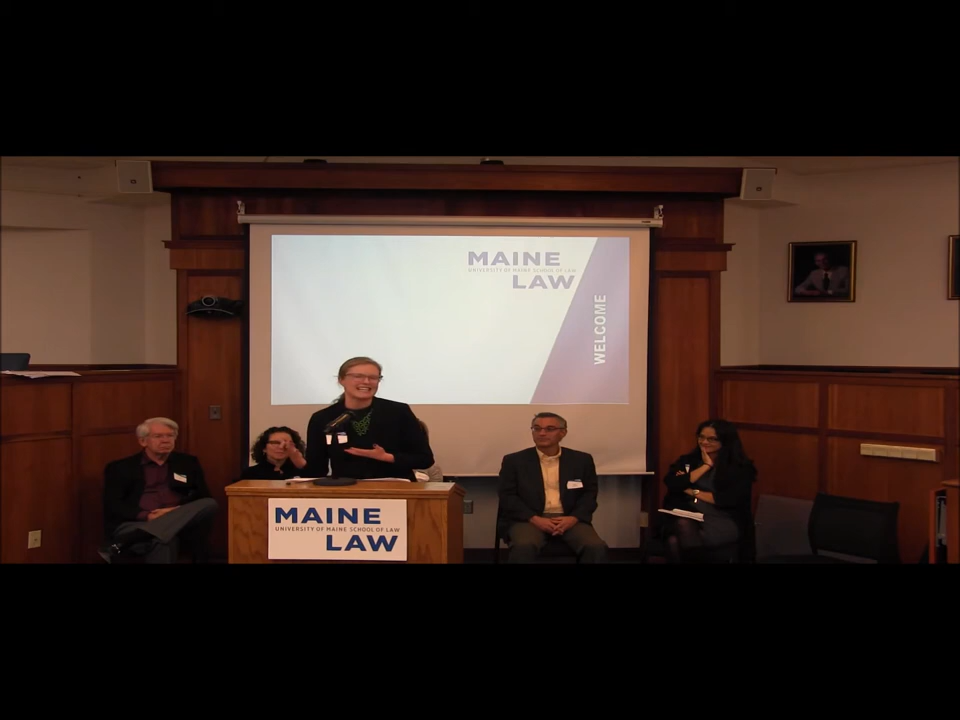 MAINE
UNIVERSITY OF MAINE SCHOOL OF LAW
LAW
WELCOME
MAINE
UNIVERSITY OF MAINE SCHOOL OF LAW
LAW